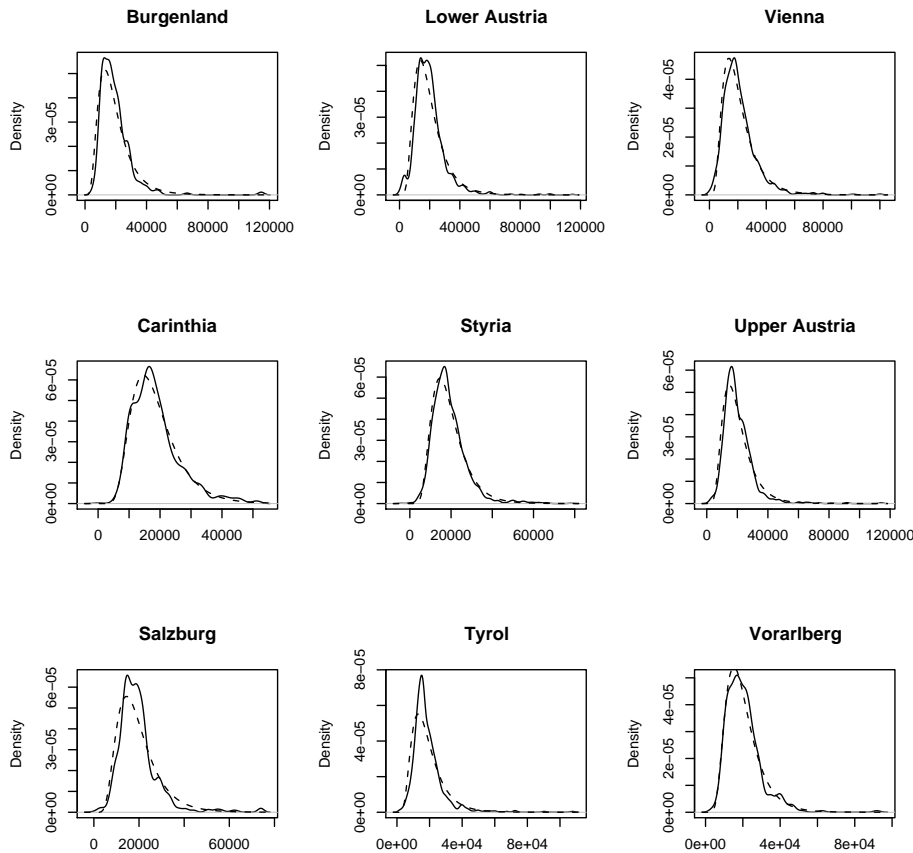 Burgenland
Density
0e+00 3e−05
0 40000 80000 120000
Lower Austria
Density
0e+00 3e−05
0 40000 120000
Vienna
Density
0e+00 2e−05 4e−05
0 40000 80000
Carinthia
Density
0e+00 3e−05 6e−05
0 20000 40000
Styria
Density
0e+00 3e−05 6e−05
0 20000 60000
Upper Austria
Density
0e+00 3e−05 6e−05
0 40000 120000
Salzburg
Density
0e+00 3e−05 6e−05
0 20000 60000
Tyrol
Density
0e+00 4e−05 8e−05
0e+00 4e+04 8e+04
Vorarlberg
Density
0e+00 2e−05 4e−05
0e+00 4e+04 8e+04